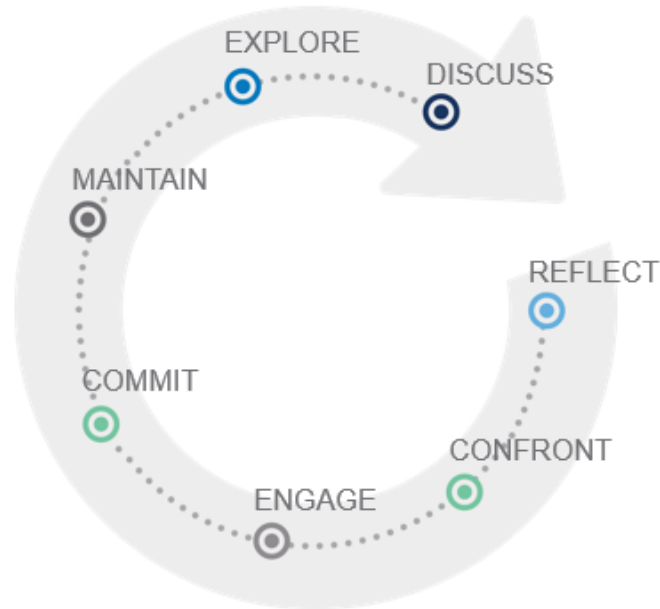 EXPLORE
DISCUSS
MAINTAIN
REFLECT
COMMIT
CONFRONT
ENGAGE